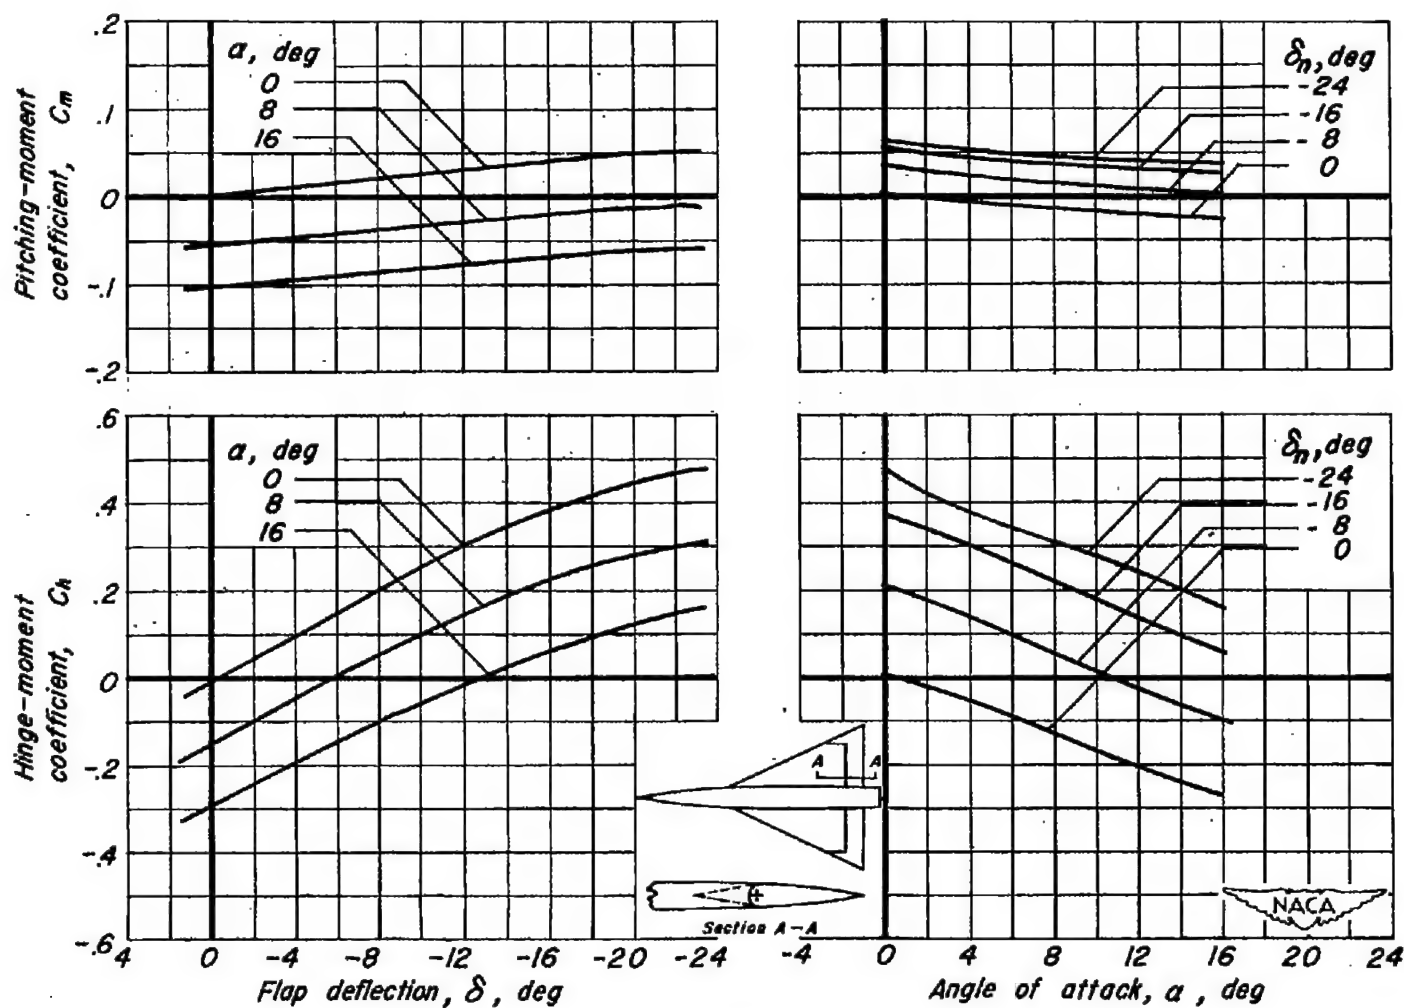 .2
.1
0
-.1
-.2
Pitching-moment
coefficient, Cm
α, deg
0
8
16
δn, deg
-24
-16
-8
0
.6
.4
.2
0
-.2
-.4
-.6
Hinge-moment
coefficient, Ch
α, deg
0
8
16
δn, deg
-24
-16
-8
0
A A
Section A-A
NACA
4 0 -4 -8 -12 -16 -20 -24
Flap deflection, δ, deg
-4 0 4 8 12 16 20 24
Angle of attack, α, deg